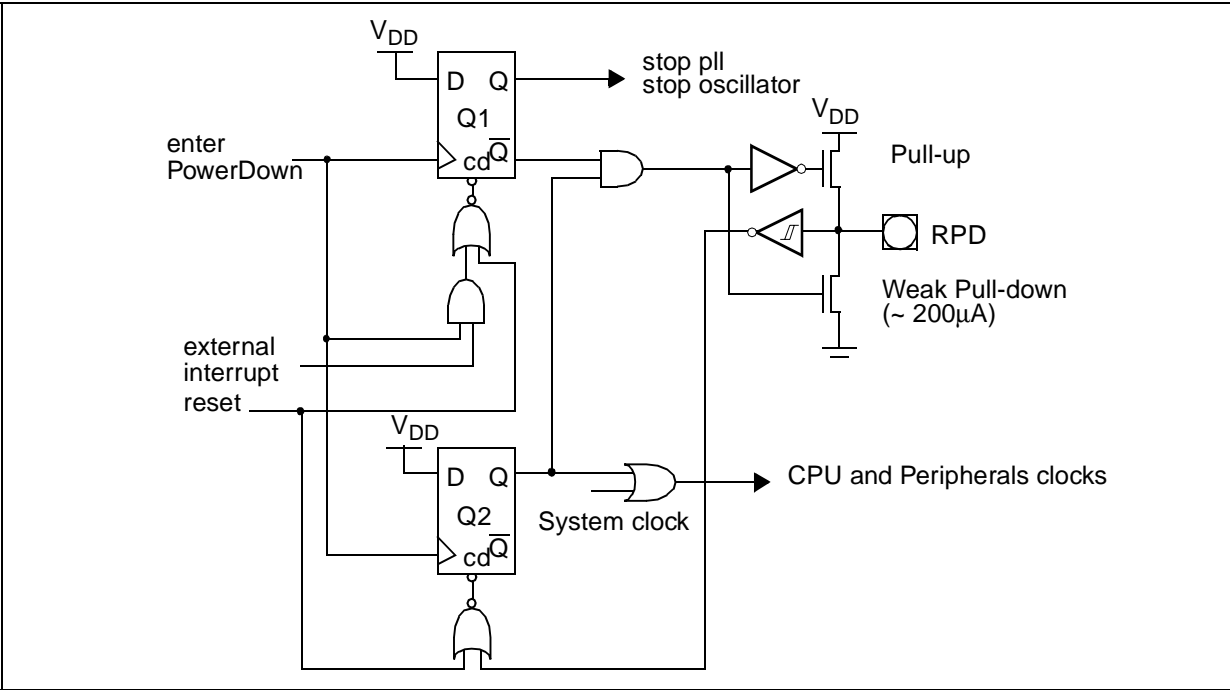 VDD
stop pll
stop oscillator
D Q
Q1
cd Q
enter
PowerDown
VDD
Pull-up
RPD
Weak Pull-down
(~ 200μA)
external
interrupt
reset
VDD
D Q
Q2
cd Q
System clock
CPU and Peripherals clocks